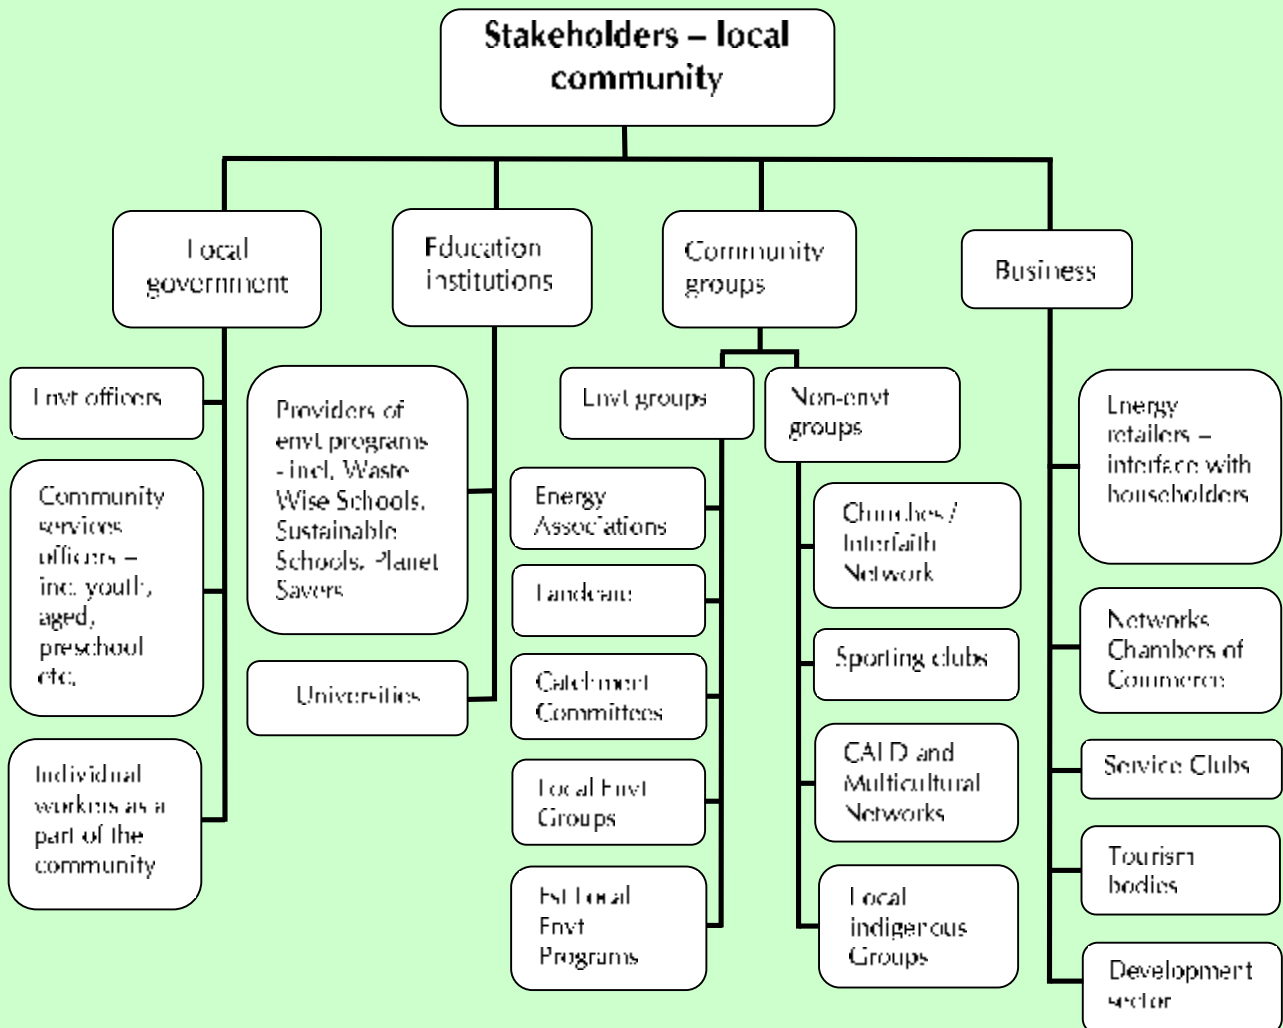 Stakeholders – local
community
Local
government
Education
institutions
Community
groups
Business
Envt officers
Community
services
officers –
inc. youth,
aged,
preschool
etc.
Individual
workers as a
part of the
community
Providers of
envt programs
- incl, Waste
Wise Schools,
Sustainable
Schools, Planet
Savers
Universities
Envt groups
Non-envt
groups
Energy
Associations
Landcare
Catchment
Committees
Local Envt
Groups
Est Local
Envt
Programs
Churches /
Interfaith
Network
Sporting clubs
CALD and
Multicultural
Networks
Local
indigenous
Groups
Energy
retailers –
interface with
householders
Networks
Chambers of
Commerce
Service Clubs
Tourism
bodies
Development
sector